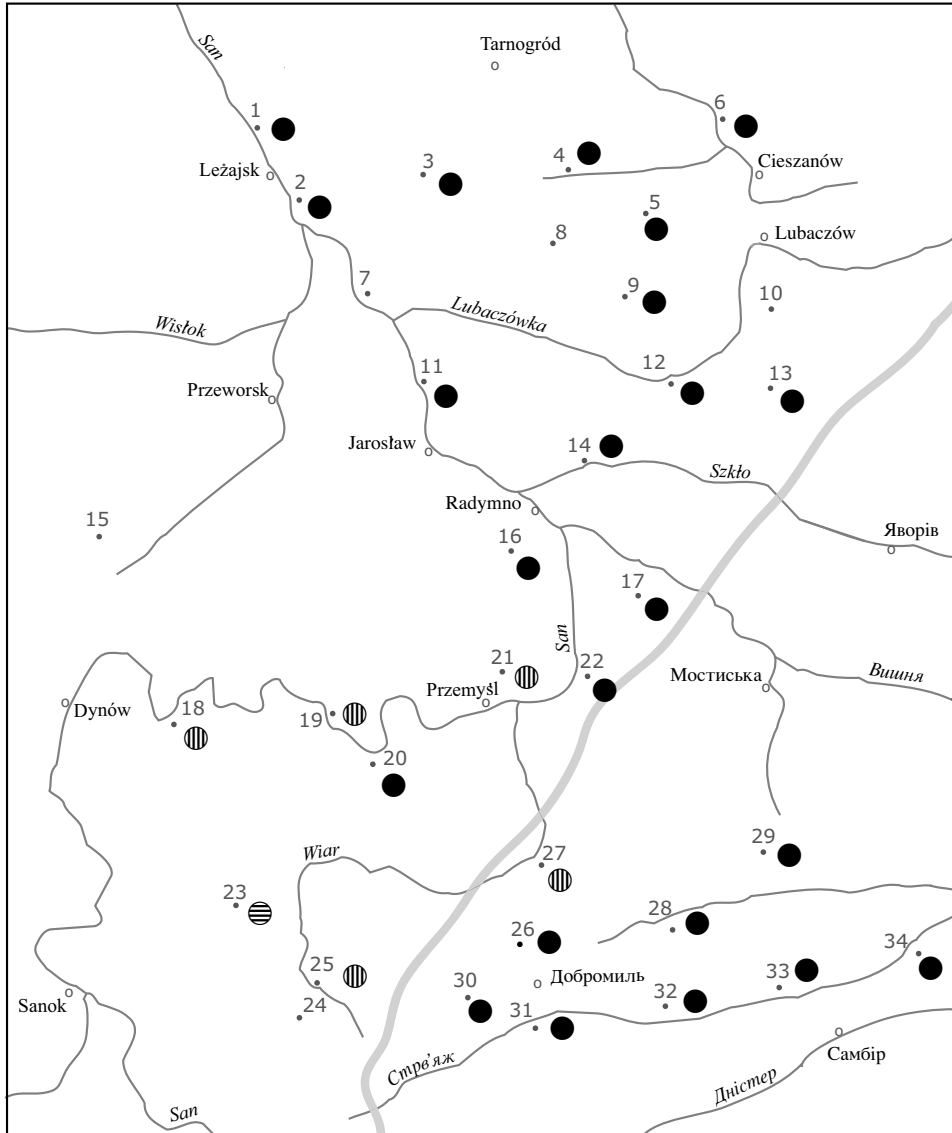 San
Tarnogród
1
6
3
4
Leżajsk
Cieszanów
2
5
8
Lubaczów
7
9
10
Wisłok
Lubaczówka
11
12
13
Przeworsk
Jarosław
14
Szkło
15
Radymno
16
Яворів
17
San
21
22
Przemyśl
Мостиська
Вишня
Dynów
18
19
20
Wiar
27
29
23
26
28
25
34
Sanok
24
30
Добромиль
33
32
31
Самбір
Стрв’яж
Дністер
San